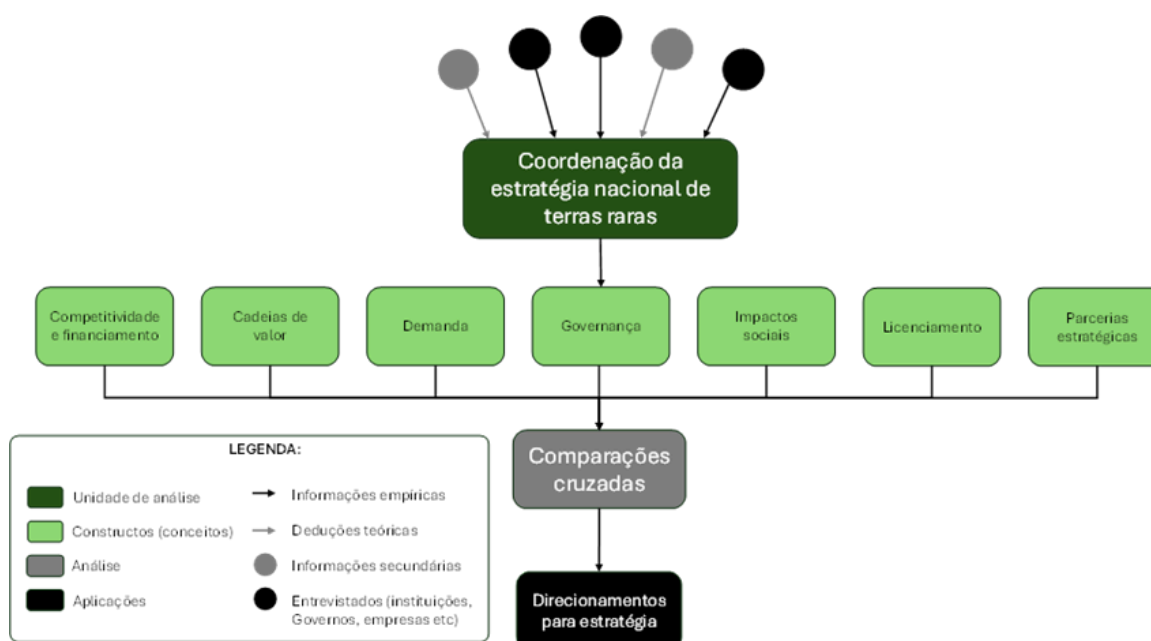 Coordenação da
estratégia nacional de
terras raras
Competitividade
e financiamento
Cadeias de
valor
Demanda
Governança
Impactos
sociais
Licenciamento
Parcerias
estratégicas
Comparações
cruzadas
Direcionamentos
para estratégia
LEGENDA:
Unidade de análise
Constructos (conceitos)
Análise
Aplicações
Informações empíricas
Deduções teóricas
Informações secundárias
Entrevistados (instituições,
Governos, empresas etc)